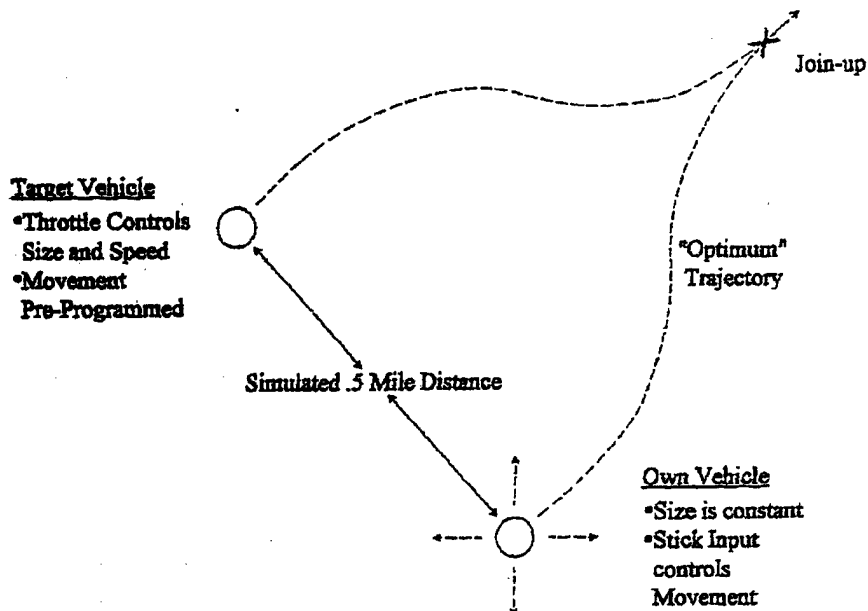 Join-up
Target Vehicle
•Throttle Controls
Size and Speed
•Movement
Pre-Programmed
"Optimum"
Trajectory
Simulated .5 Mile Distance
Own Vehicle
•Size is constant
•Stick Input
controls
Movement